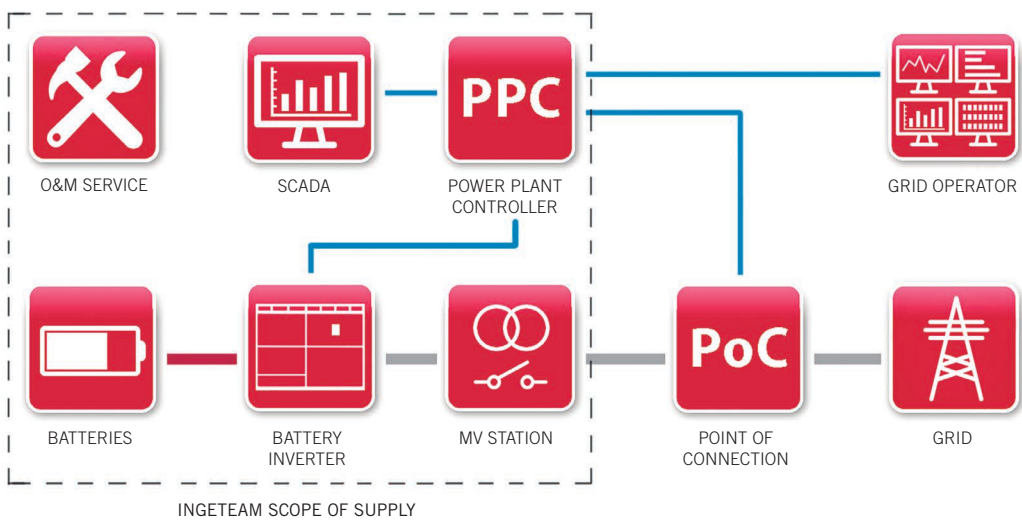 PPC
O&M SERVICE
SCADA
POWER PLANT
CONTROLLER
GRID OPERATOR
PoC
BATTERIES
BATTERY
INVERTER
MV STATION
POINT OF
CONNECTION
GRID
INGETEAM SCOPE OF SUPPLY